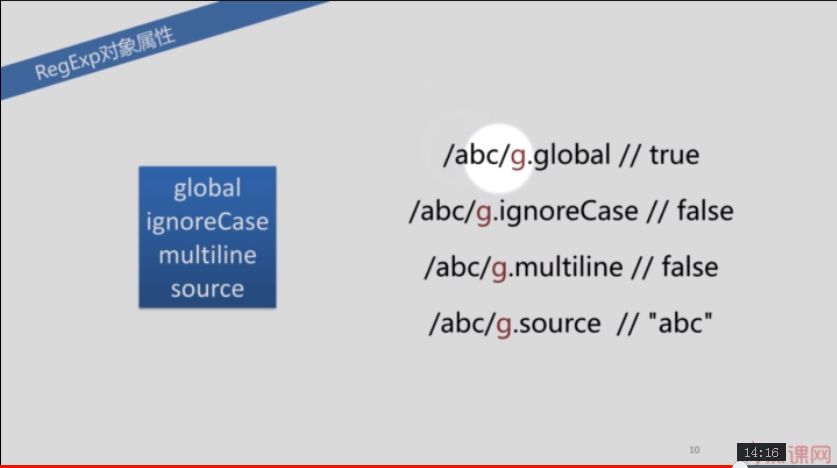 RegExp对象属性
global
ignoreCase
multiline
source
/abc/g.global // true
/abc/g.ignoreCase // false
/abc/g.multiline // false
/abc/g.source // "abc"
10
14:16
课网